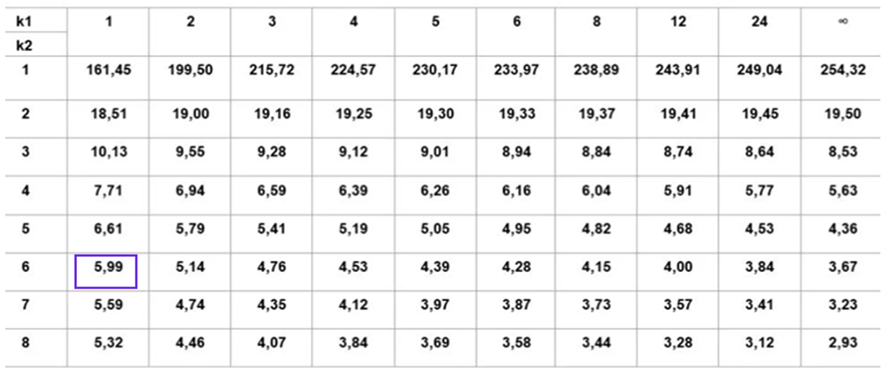 k1 1 2 3 4 5 6 8 12 24 ∞
k2
1 161,45 199,50 215,72 224,57 230,17 233,97 238,89 243,91 249,04 254,32
2 18,51 19,00 19,16 19,25 19,30 19,33 19,37 19,41 19,45 19,50
3 10,13 9,55 9,28 9,12 9,01 8,94 8,84 8,74 8,64 8,53
4 7,71 6,94 6,59 6,39 6,26 6,16 6,04 5,91 5,77 5,63
5 6,61 5,79 5,41 5,19 5,05 4,95 4,82 4,68 4,53 4,36
6 5,99 5,14 4,76 4,53 4,39 4,28 4,15 4,00 3,84 3,67
7 5,59 4,74 4,35 4,12 3,97 3,87 3,73 3,57 3,41 3,23
8 5,32 4,46 4,07 3,84 3,69 3,58 3,44 3,28 3,12 2,93